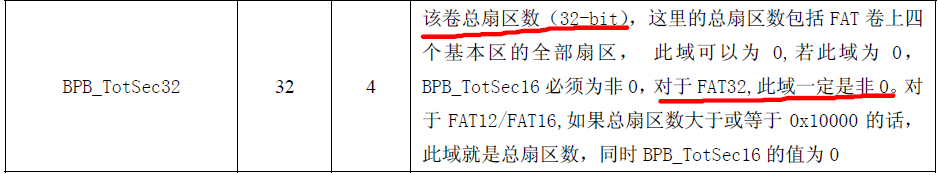 该卷总扇区数（32-bit），这里的总扇区数包括 FAT 卷上四
个基本区的全部扇区， 此域可以为 0,若此域为 0，
BPB_TotSec32 32 4 BPB_TotSec16 必须为非 0,对于 FAT32,此域一定是非 0。对
于 FAT12/FAT16,如果总扇区数大于或等于 0x10000 的话，
此域就是总扇区数，同时 BPB_TotSec16 的值为 0